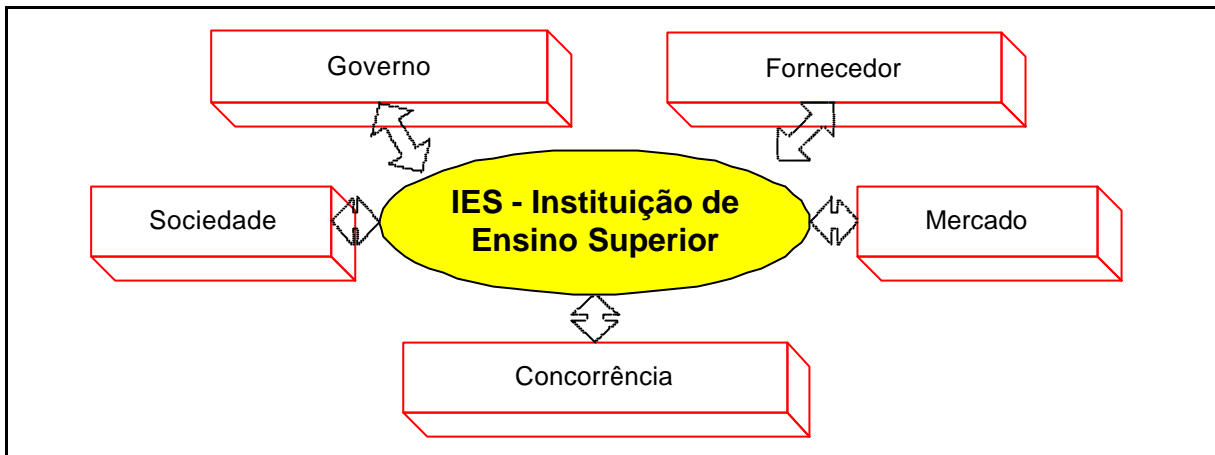 Governo
Fornecedor
Sociedade
IES - Instituição de
Ensino Superior
Mercado
Concorrência